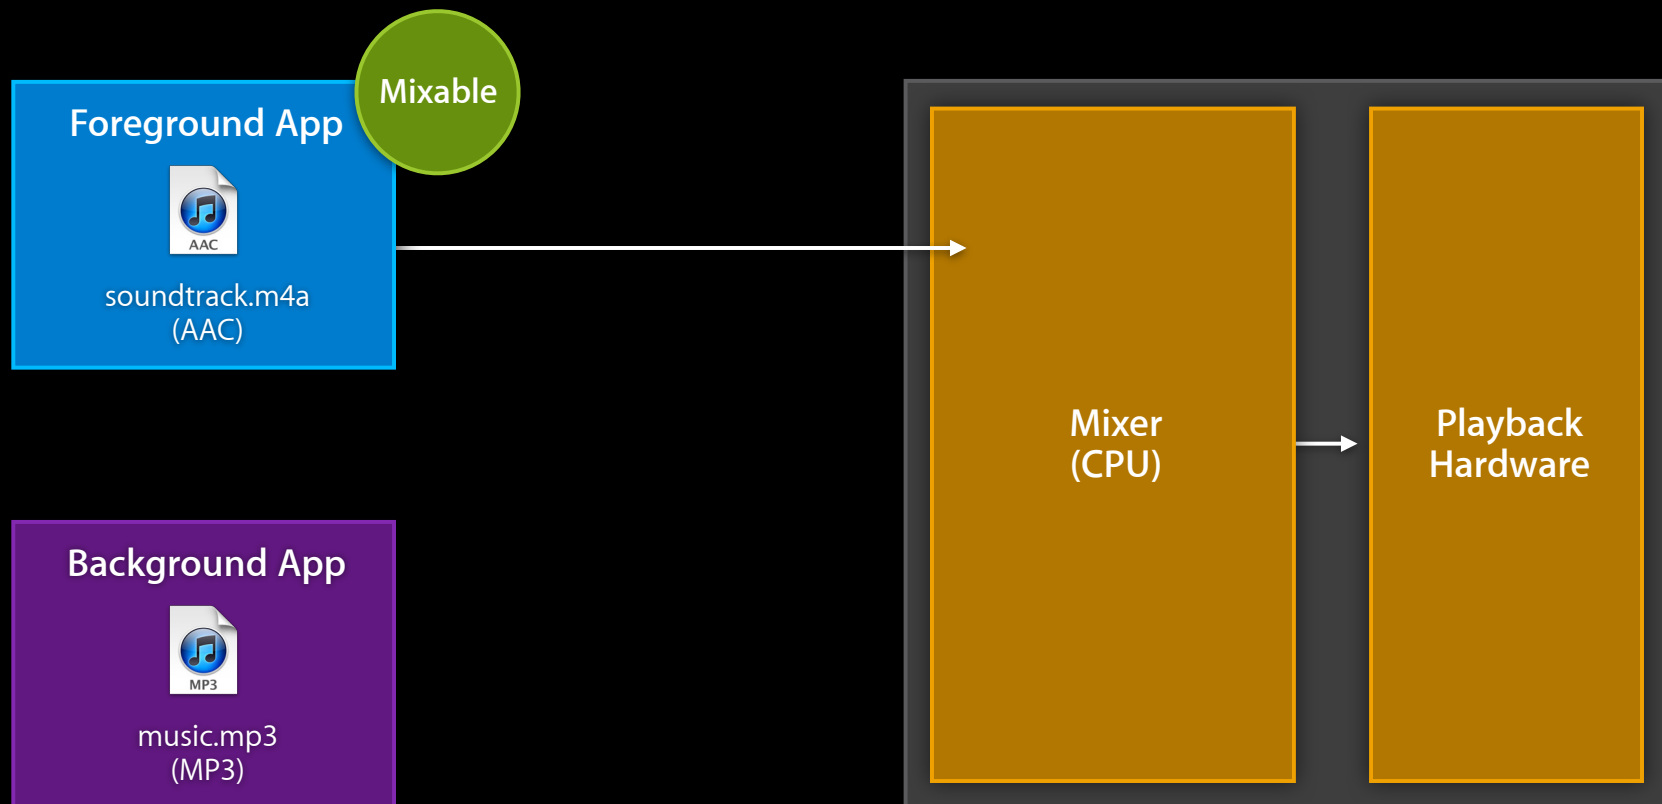 Mixable
Foreground App
AAC
soundtrack.m4a
(AAC)
Mixer
(CPU)
Playback
Hardware
Background App
MP3
music.mp3
(MP3)